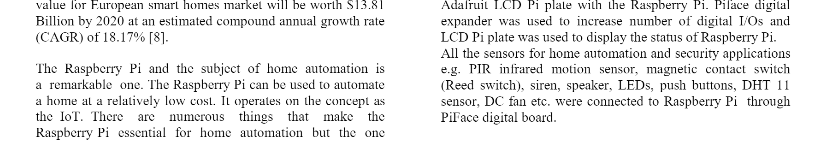 value for European smart homes market will be worth $13.81
Billion by 2020 at an estimated compound annual growth rate
(CAGR) of 18.17% [8].
The Raspberry Pi and the subject of home automation is
a remarkable one. The Raspberry Pi can be used to automate
a home at a relatively low cost. It operates on the concept as
the IoT. There are numerous things that make the
Raspberry Pi essential for home automation but the one
Adafruit LCD Pi plate with the Raspberry Pi. Piface digital
expander was used to increase number of digital I/Os and
LCD Pi plate was used to display the status of Raspberry Pi.
All the sensors for home automation and security applications
e.g. PIR infrared motion sensor, magnetic contact switch
(Reed switch), siren, speaker, LEDs, push buttons, DHT 11
sensor, DC fan etc. were connected to Raspberry Pi through
PiFace digital board.